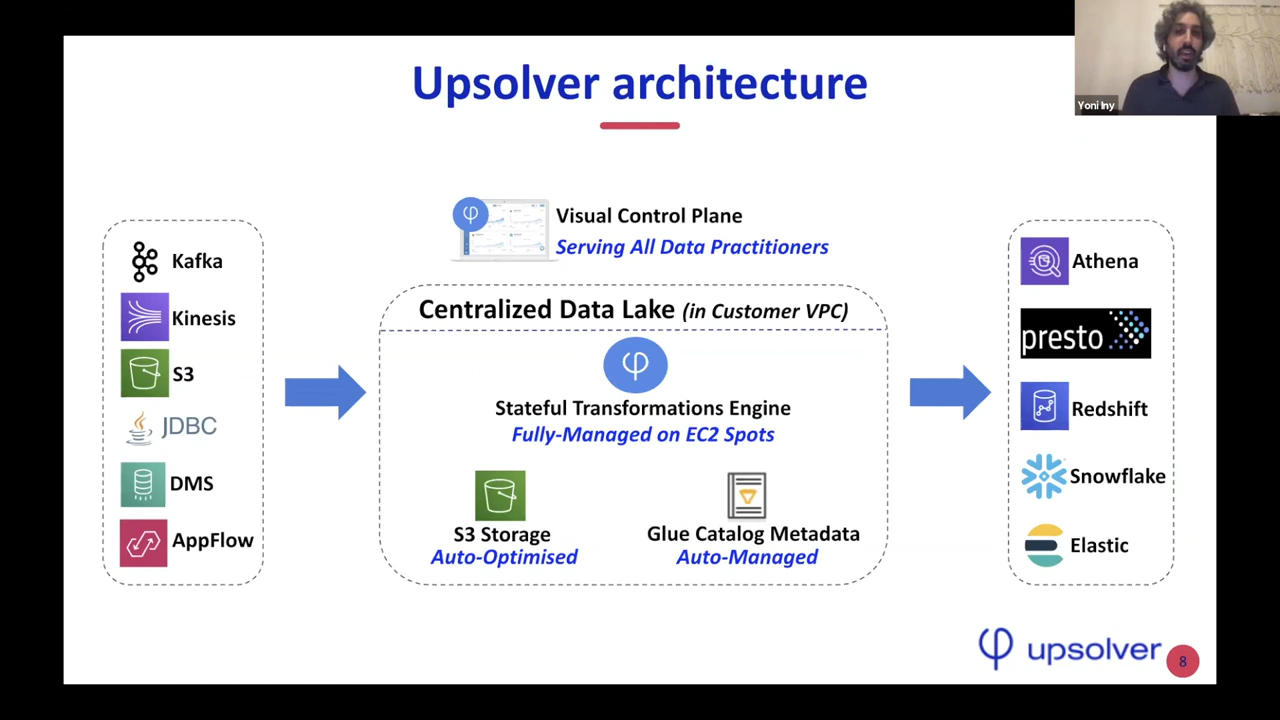 Upsolver architecture
Yoni Iny
Visual Control Plane
Serving All Data Practitioners
Kafka
Kinesis
S3
JDBC
DMS
AppFlow
Centralized Data Lake (in Customer VPC)
Stateful Transformations Engine
Fully-Managed on EC2 Spots
S3 Storage
Auto-Optimised
Glue Catalog Metadata
Auto-Managed
Athena
presto
Redshift
Snowflake
Elastic
upsolver
8